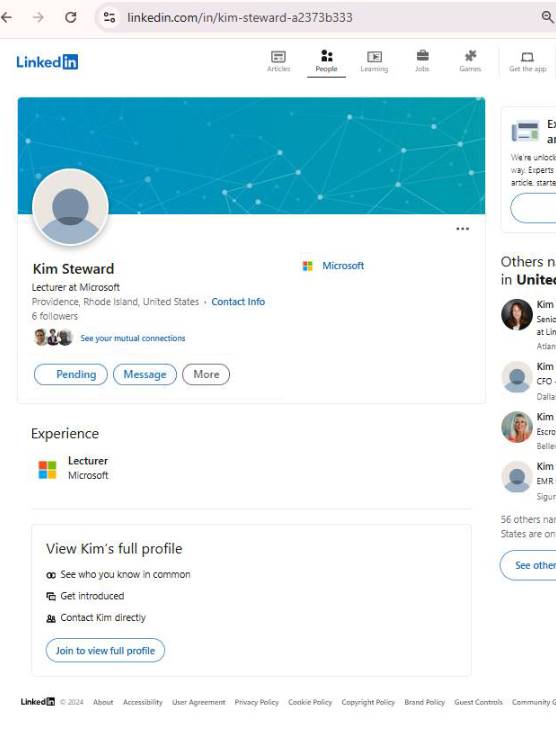 linkedin.com/in/kim-steward-a2373b333
Linked in
Articles
People
Learning
Jobs
Games
Get the app
Kim Steward
Lecturer at Microsoft
Providence, Rhode Island, United States · Contact Info
6 followers
See your mutual connections
Microsoft
Pending
Message
More
Experience
Lecturer
Microsoft
View Kim's full profile
See who you know in common
Get introduced
Contact Kim directly
Join to view full profile
We're unlock
way. Experts
article, starte
Others n
in Unite
Kim
Senio
at Lin
Atlan
Kim
CFO
Dalla
Kim
Escro
Belle
Kim
EMR
Sigur
56 others nar
States are on
See other
Linked in © 2024 About Accessibility User Agreement Privacy Policy Cookie Policy Copyright Policy Brand Policy Guest Controls Community G